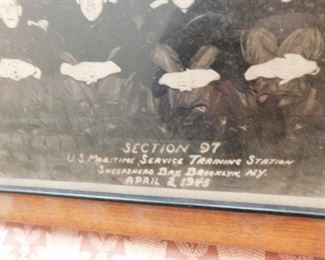 SECTION 97
U.S. MARITIME SERVICE TRAINING STATION
SHEEPSHEAD BAY, BROOKLYN, N.Y.
APRIL 2, 1945